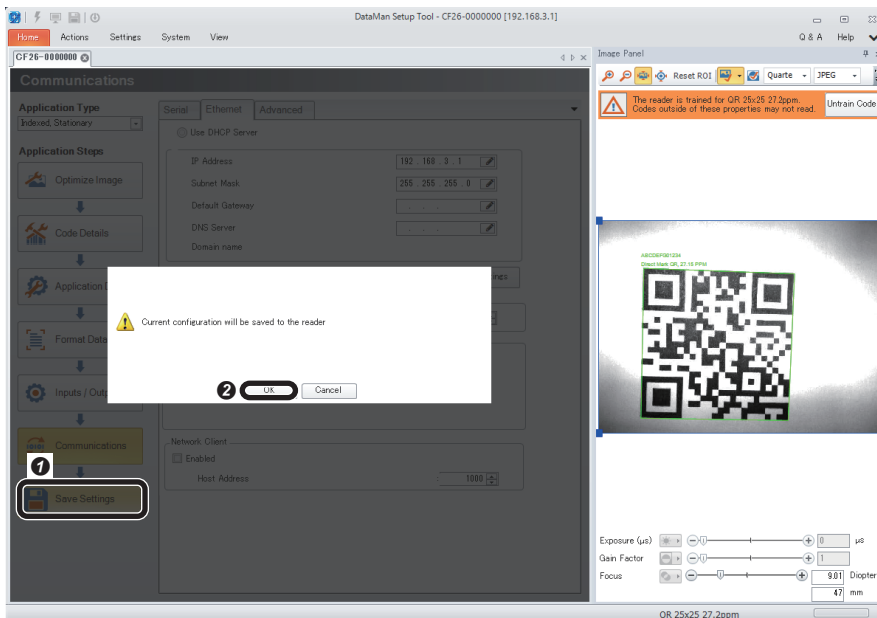 DataMan Setup Tool - CF26-0000000 [192.168.3.1]
Home Actions Settings System View Q & A Help
CF26-0000000
Communications
Application Type
Indexed, Stationary
Application Steps
Optimize Image
Code Details
Application D
Format Data
Inputs / Outp
Communications
1
Save Settings
Serial Ethernet Advanced
Use DHCP Server
IP Address 192 . 168 . 3 . 1
Subnet Mask 255 . 255 . 255 . 0
Default Gateway . . .
DNS Server . . .
Domain name
ngs
Current configuration will be saved to the reader
2 OK Cancel
Network Client
Enabled
Host Address : 1000
Image Panel
Reset ROI Quarte JPEG
The reader is trained for QR 25x25 27.2ppm.
Codes outside of these properties may not read.
Untrain Code
ABCDEFG01234
Direct Mark QR, 27.16 PPM
Exposure (µs) 0 µs
Gain Factor 1
Focus 9.01 Diopter
47 mm
QR 25x25 27.2ppm